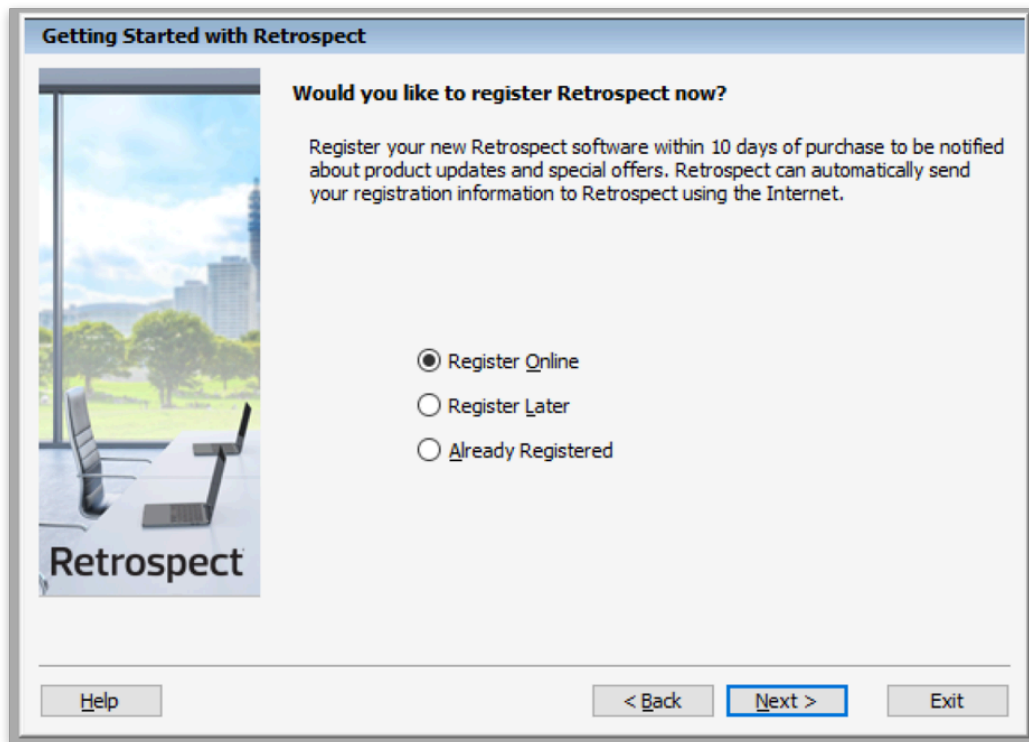 Getting Started with Retrospect
Would you like to register Retrospect now?
Register your new Retrospect software within 10 days of purchase to be notified
about product updates and special offers. Retrospect can automatically send
your registration information to Retrospect using the Internet.
Register Online
Register Later
Already Registered
Retrospect
Help
< Back
Next >
Exit